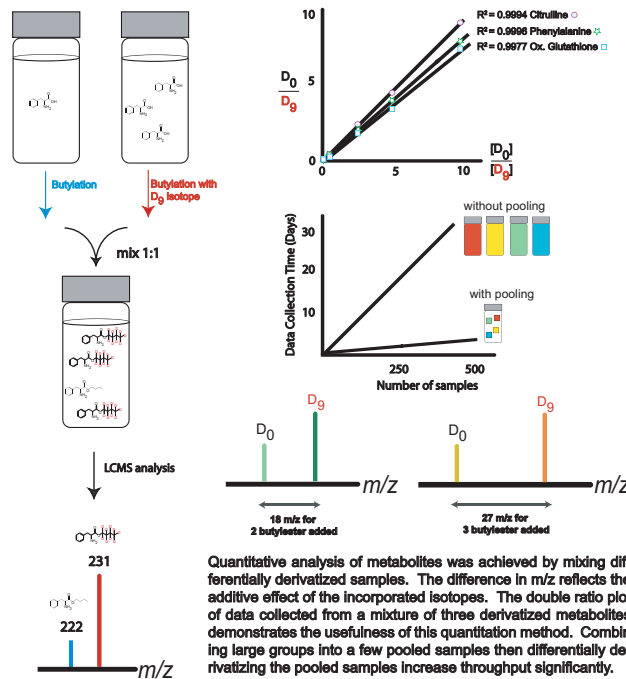 10
5
0
D0
D9
R² = 0.9994 Citrulline
R² = 0.9996 Phenylalanine
R² = 0.9977 Ox. Glutathione
0
5
10
[D0]
[D9]
Butylation
Butylation with
D9 isotope
mix 1:1
Data Collection Time (Days)
30
20
10
without pooling
with pooling
250
500
Number of samples
LCMS analysis
D0
D9
m/z
18 m/z for
2 butylester added
D0
D9
m/z
27 m/z for
3 butylester added
231
222
m/z
Quantitative analysis of metabolites was achieved by mixing dif-
ferentially derivatized samples. The difference in m/z reflects the
additive effect of the incorporated isotopes. The double ratio plo
of data collected from a mixture of three derivatized metabolites
demonstrates the usefulness of this quantitation method. Combin-
ing large groups into a few pooled samples then differentially de-
rivatizing the pooled samples increase throughput significantly.